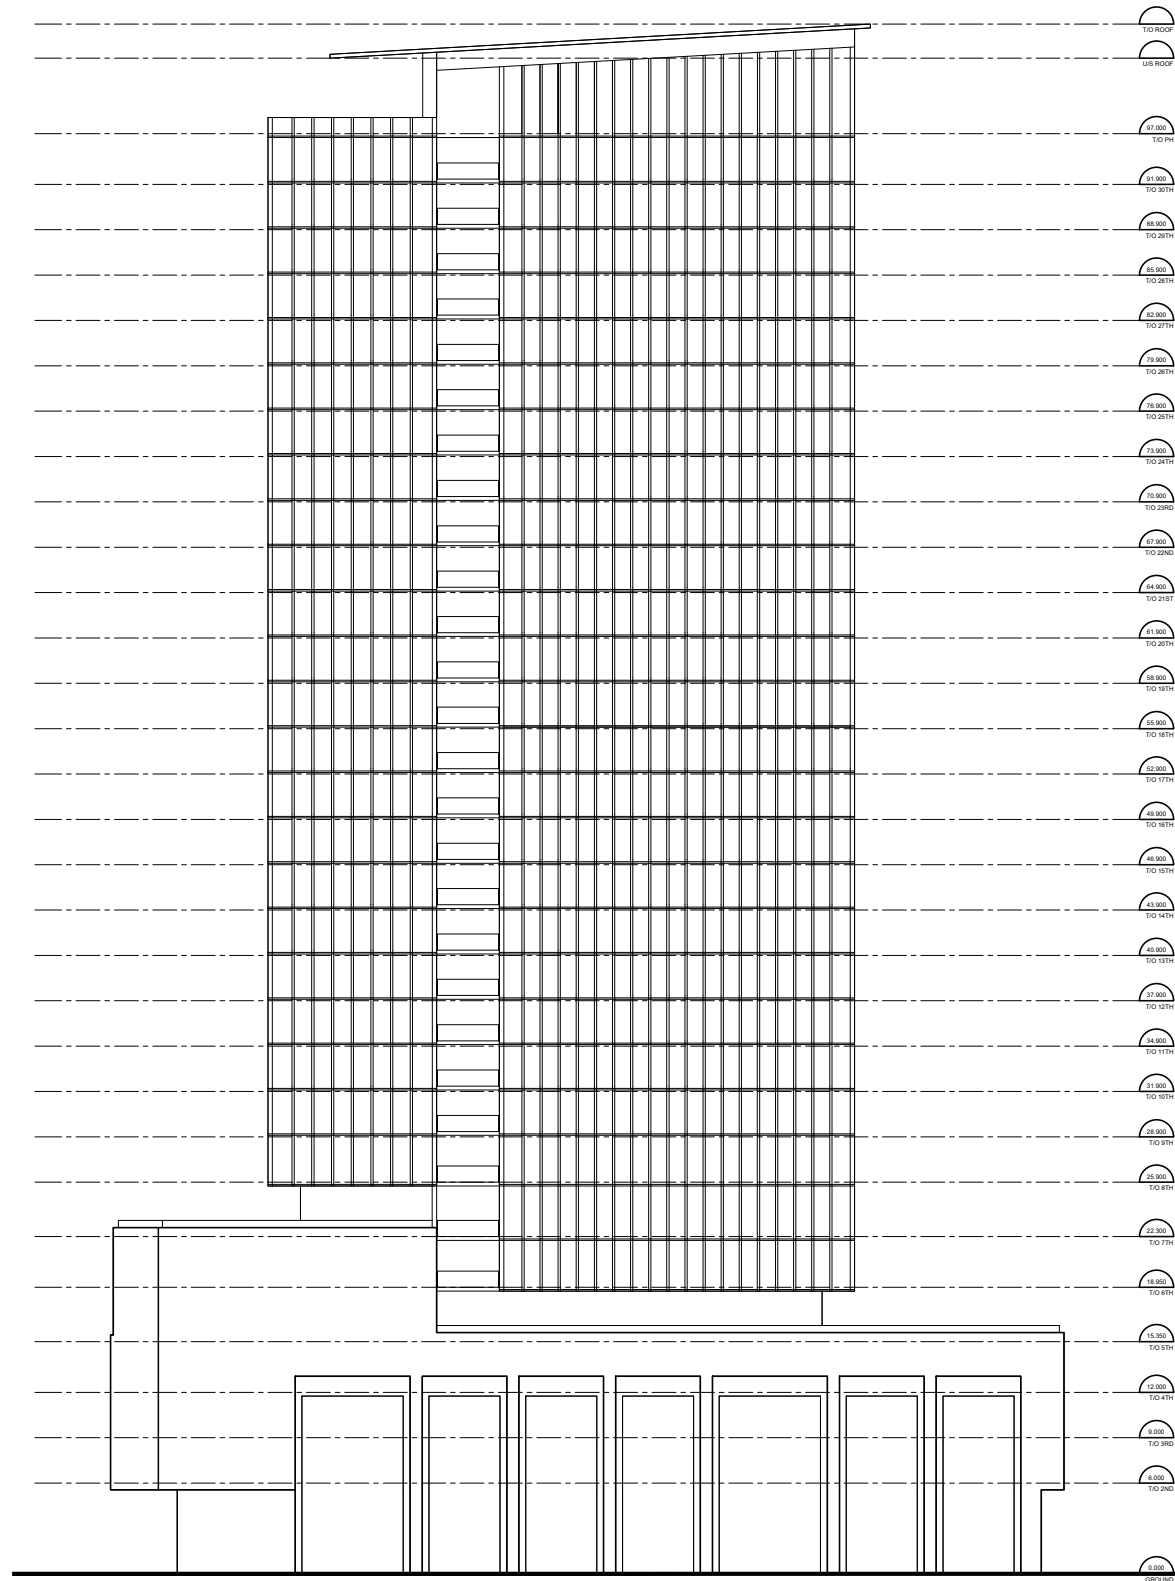 T/O ROOF
U/S ROOF
97.000
T/O PH
91.900
T/O 30TH
88.900
T/O 29TH
85.900
T/O 28TH
82.900
T/O 27TH
79.900
T/O 26TH
76.900
T/O 25TH
73.900
T/O 24TH
70.900
T/O 23RD
67.900
T/O 22ND
64.900
T/O 21ST
61.900
T/O 20TH
58.900
T/O 19TH
55.900
T/O 18TH
52.900
T/O 17TH
49.900
T/O 16TH
46.900
T/O 15TH
43.900
T/O 14TH
40.900
T/O 13TH
37.900
T/O 12TH
34.900
T/O 11TH
31.900
T/O 10TH
28.900
T/O 9TH
25.900
T/O 8TH
22.300
T/O 7TH
18.950
T/O 6TH
15.350
T/O 5TH
12.000
T/O 4TH
9.000
T/O 3RD
6.000
T/O 2ND
0.000
GROUND